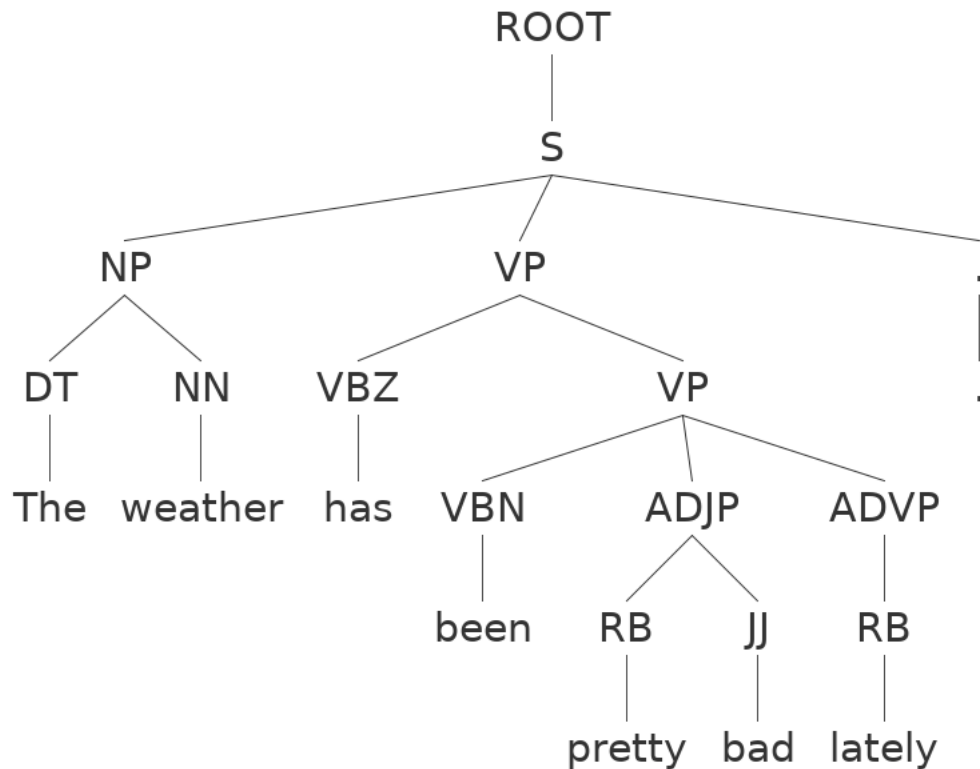 ROOT
S
NP VP .
DT NN VBZ VP .
The weather has VBN ADJP ADVP
been RB JJ RB
pretty bad lately